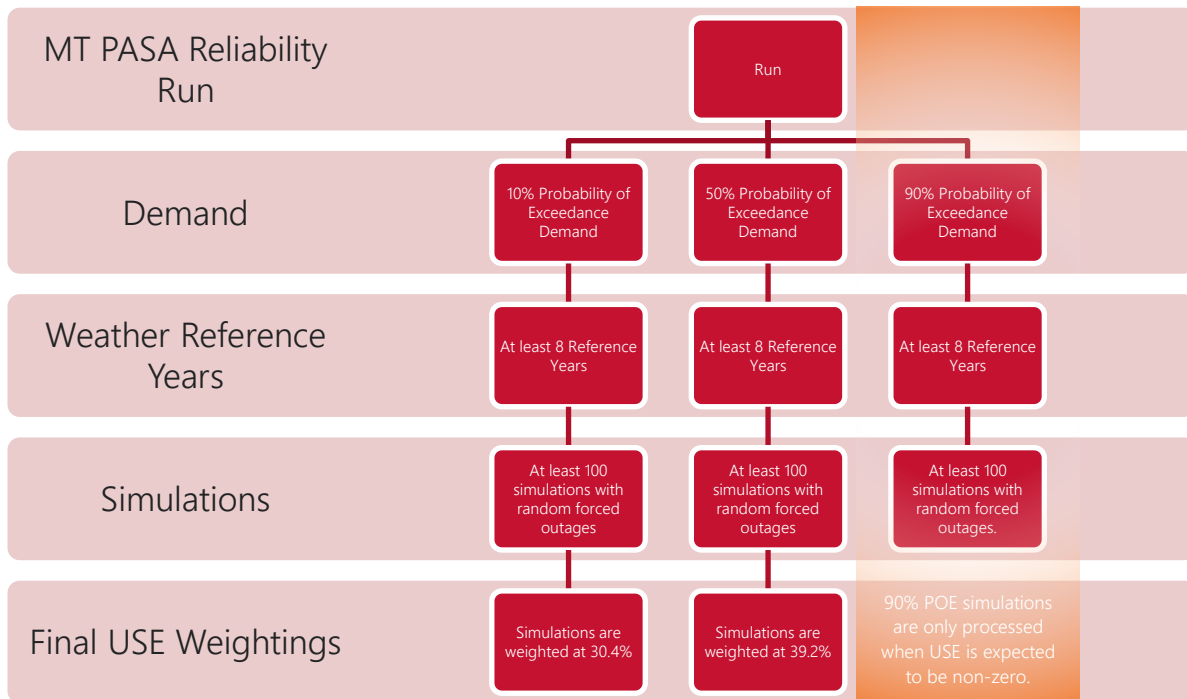 MT PASA Reliability
Run
Run
Demand
10% Probability of
Exceedance
Demand
50% Probability of
Exceedance
Demand
90% Probability of
Exceedance
Demand
Weather Reference
Years
At least 8 Reference
Years
At least 8 Reference
Years
At least 8 Reference
Years
Simulations
At least 100
simulations with
random forced
outages
At least 100
simulations with
random forced
outages
At least 100
simulations with
random forced
outages.
Final USE Weightings
Simulations are
weighted at 30.4%
Simulations are
weighted at 39.2%
90% POE simulations
are only processed
when USE is expected
to be non-zero.